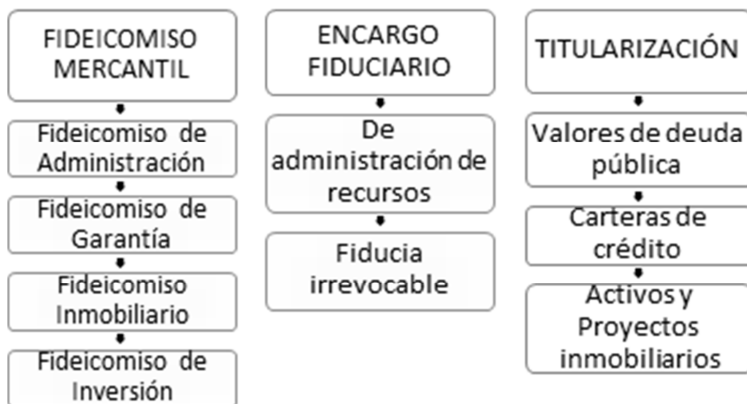 FIDEICOMISO
MERCANTIL
Fideicomiso de
Administración
Fideicomiso de
Garantía
Fideicomiso
Inmobiliario
Fideicomiso de
Inversión
ENCARGO
FIDUCIARIO
De
administración de
recursos
Fiducia
irrevocable
TITULARIZACIÓN
Valores de deuda
pública
Carteras de
crédito
Activos y
Proyectos
inmobiliarios